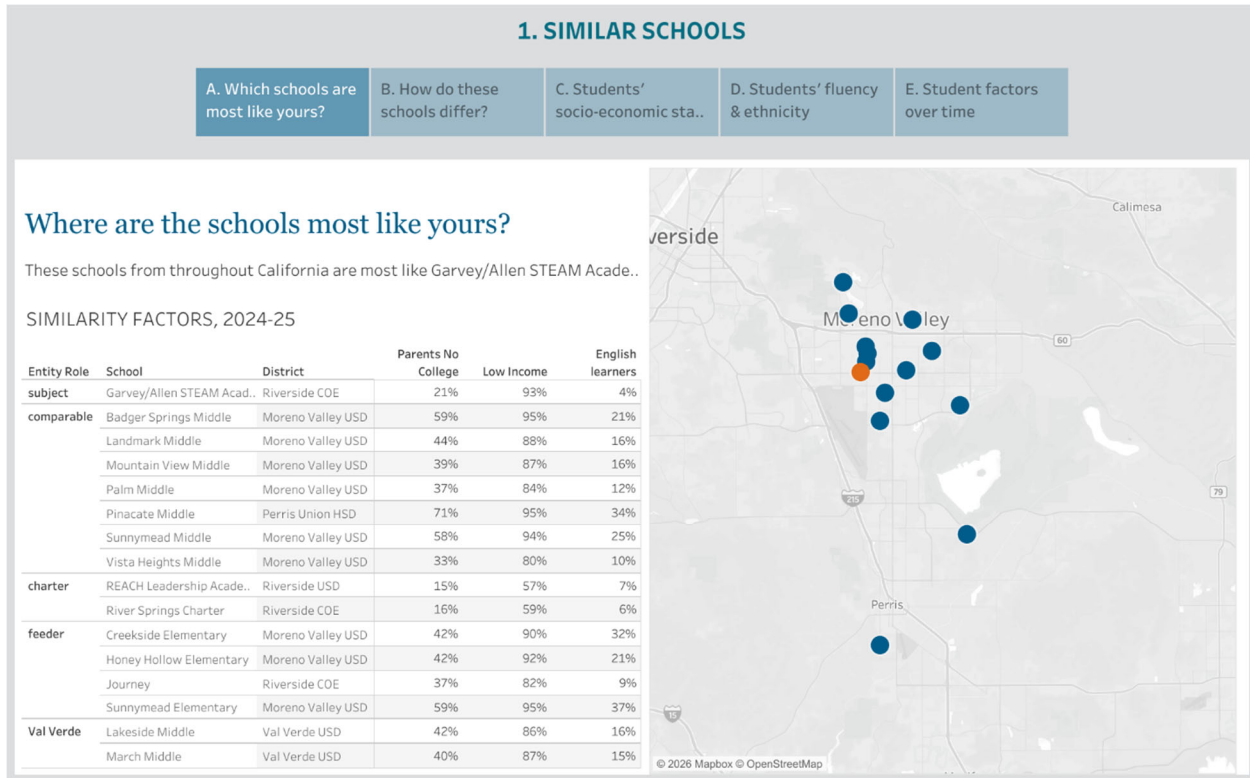 1. SIMILAR SCHOOLS
A. Which schools are
most like yours?
B. How do these
schools differ?
C. Students'
socio-economic sta..
D. Students' fluency
& ethnicity
E. Student factors
over time
Where are the schools most like yours?
These schools from throughout California are most like Garvey/Allen STEAM Acade..
SIMILARITY FACTORS, 2024-25
Entity Role School District Parents No College Low Income English learners
subject Garvey/Allen STEAM Acad.. Riverside COE 21% 93% 4%
comparable Badger Springs Middle Moreno Valley USD 59% 95% 21%
Landmark Middle Moreno Valley USD 44% 88% 16%
Mountain View Middle Moreno Valley USD 39% 87% 16%
Palm Middle Moreno Valley USD 37% 84% 12%
Pinacate Middle Perris Union HSD 71% 95% 34%
Sunnymead Middle Moreno Valley USD 58% 94% 25%
Vista Heights Middle Moreno Valley USD 33% 80% 10%
charter REACH Leadership Acade.. Riverside USD 15% 57% 7%
River Springs Charter Riverside COE 16% 59% 6%
feeder Creekside Elementary Moreno Valley USD 42% 90% 32%
Honey Hollow Elementary Moreno Valley USD 42% 92% 21%
Journey Riverside COE 37% 82% 9%
Sunnymead Elementary Moreno Valley USD 59% 95% 37%
Val Verde Lakeside Middle Val Verde USD 42% 86% 16%
March Middle Val Verde USD 40% 87% 15%
Calimesa
verside
Moreno Valley
60
215
79
Perris
15
© 2026 Mapbox © OpenStreetMap